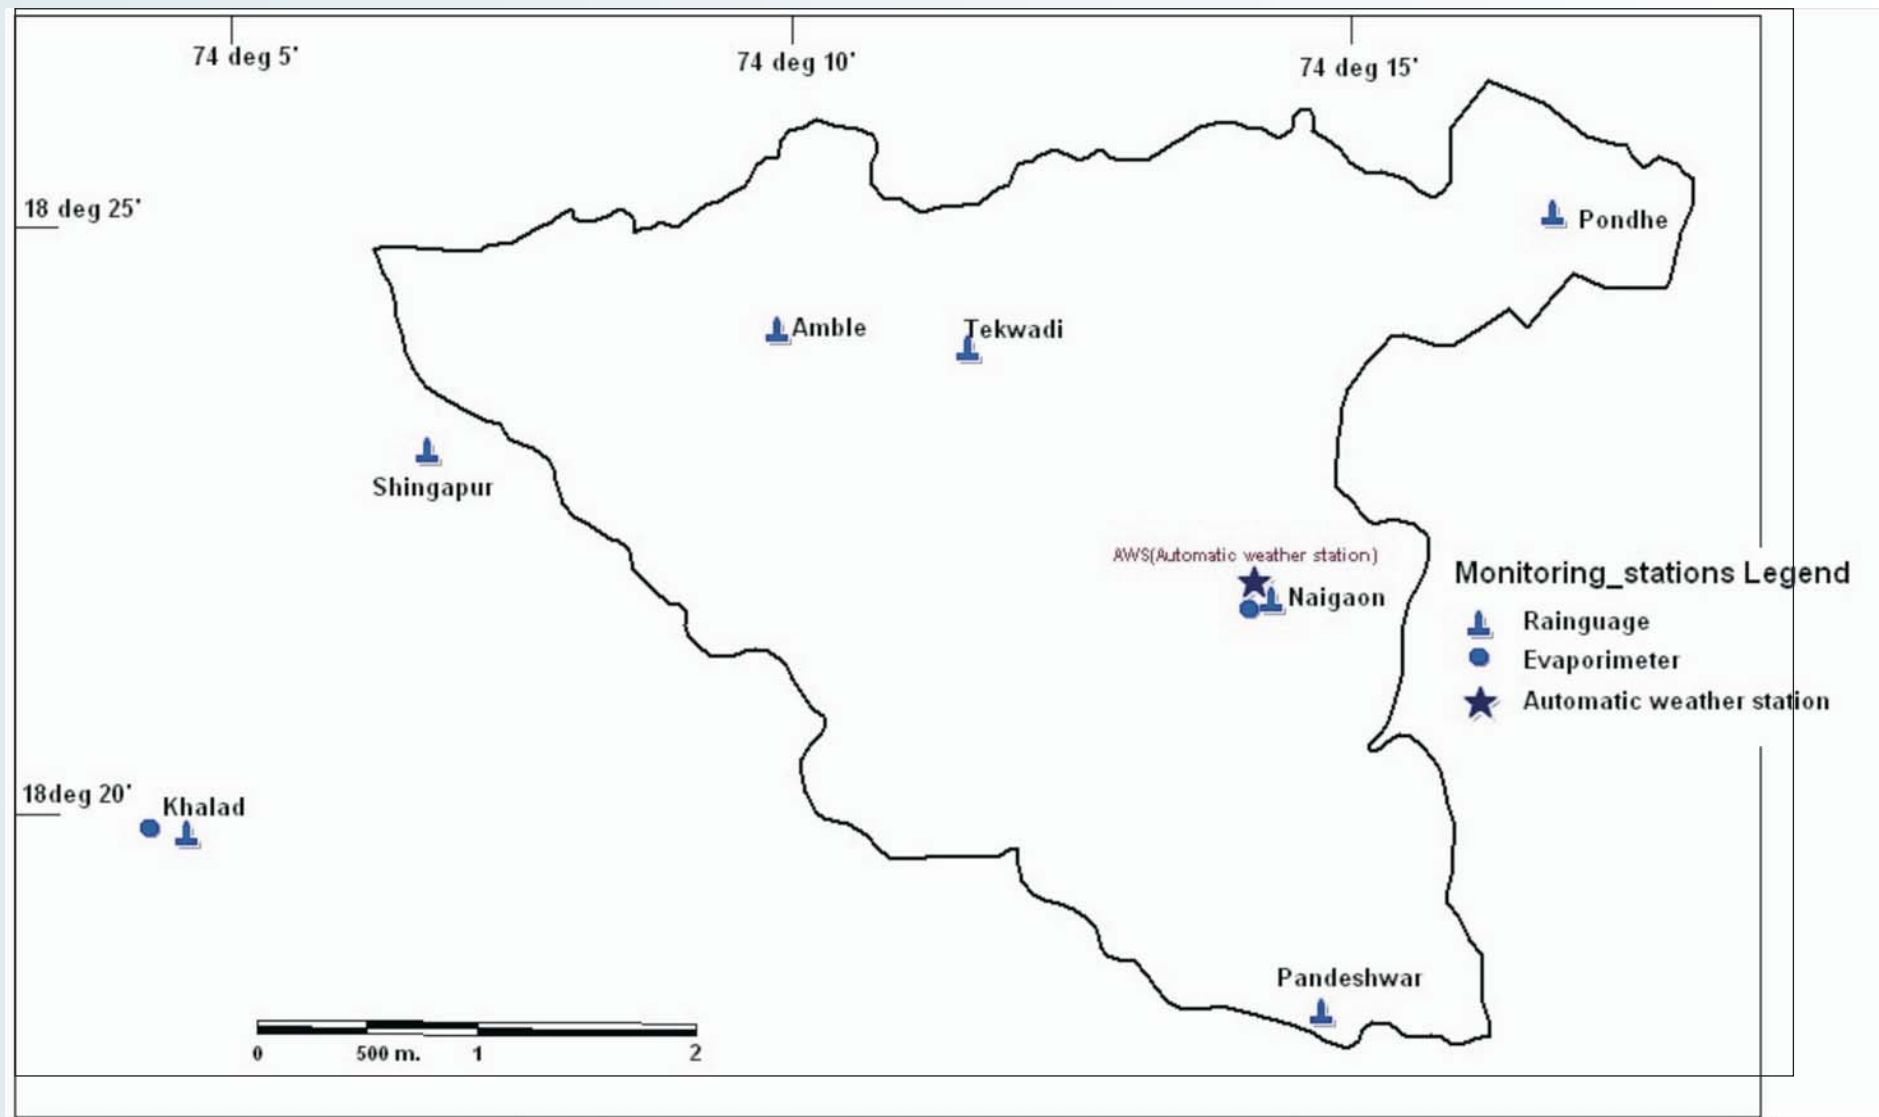 74 deg 5'
74 deg 10'
74 deg 15'
18 deg 25'
Pondhe
Amble
Tekwadi
Shingapur
AWS(Automatic weather station)
Naigaon
Monitoring_stations Legend
Rainguage
Evaporimeter
Automatic weather station
18deg 20'
Khalad
Pandeshwar
0 500 m. 1 2